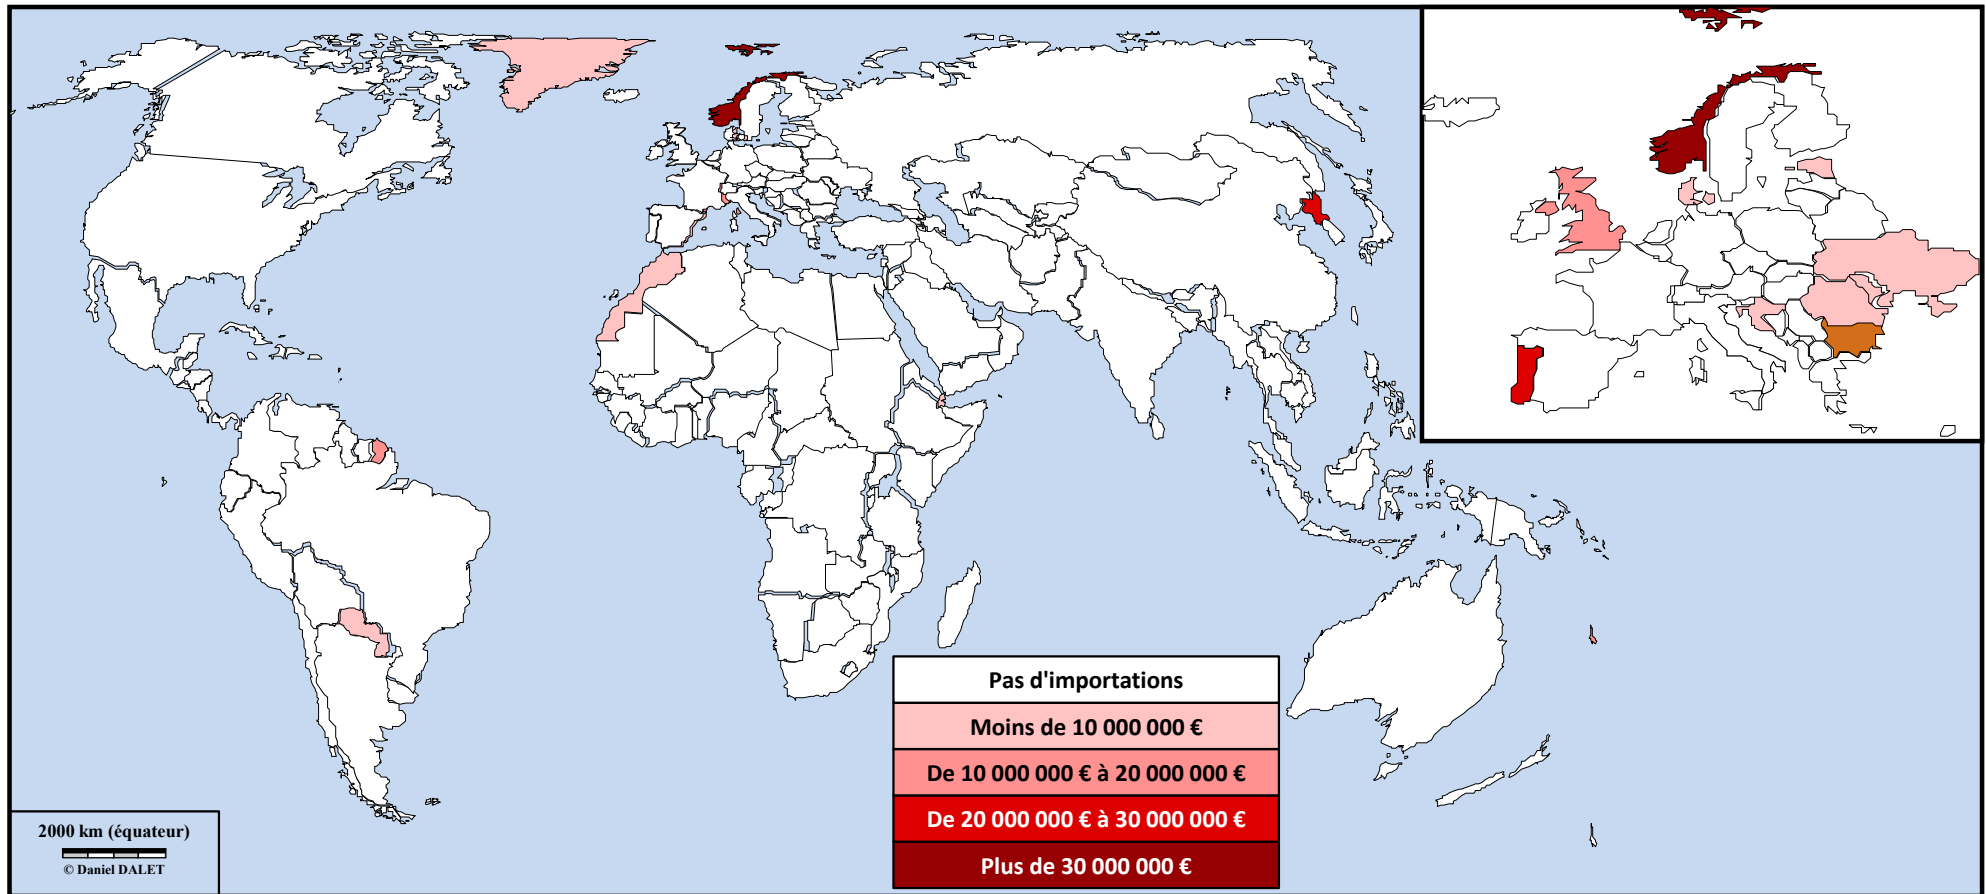 Pas d'importations
Moins de 10 000 000 €
De 10 000 000 € à 20 000 000 €
De 20 000 000 € à 30 000 000 €
Plus de 30 000 000 €
2000 km (équateur)
© Daniel DALET